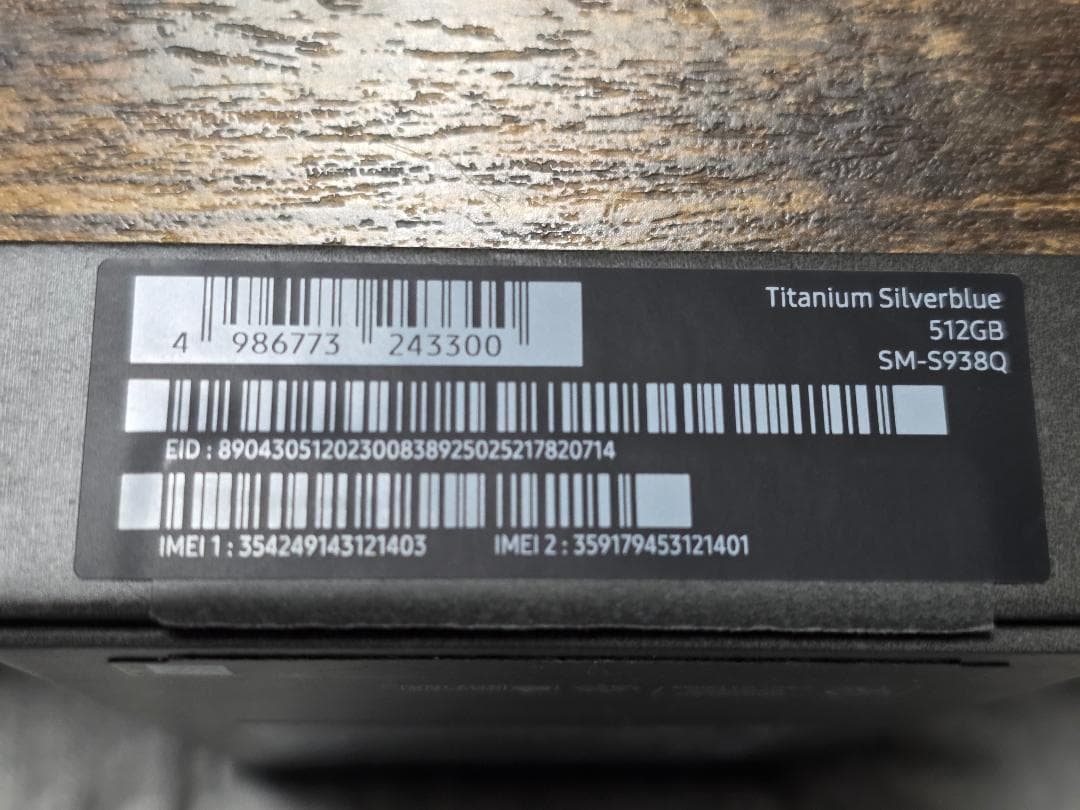 Titanium Silverblue
512GB
SM-S938Q
4 986773 243300
EID : 89043051202300838925025217820714
IMEI 1 : 354249143121403 IMEI 2 : 359179453121401